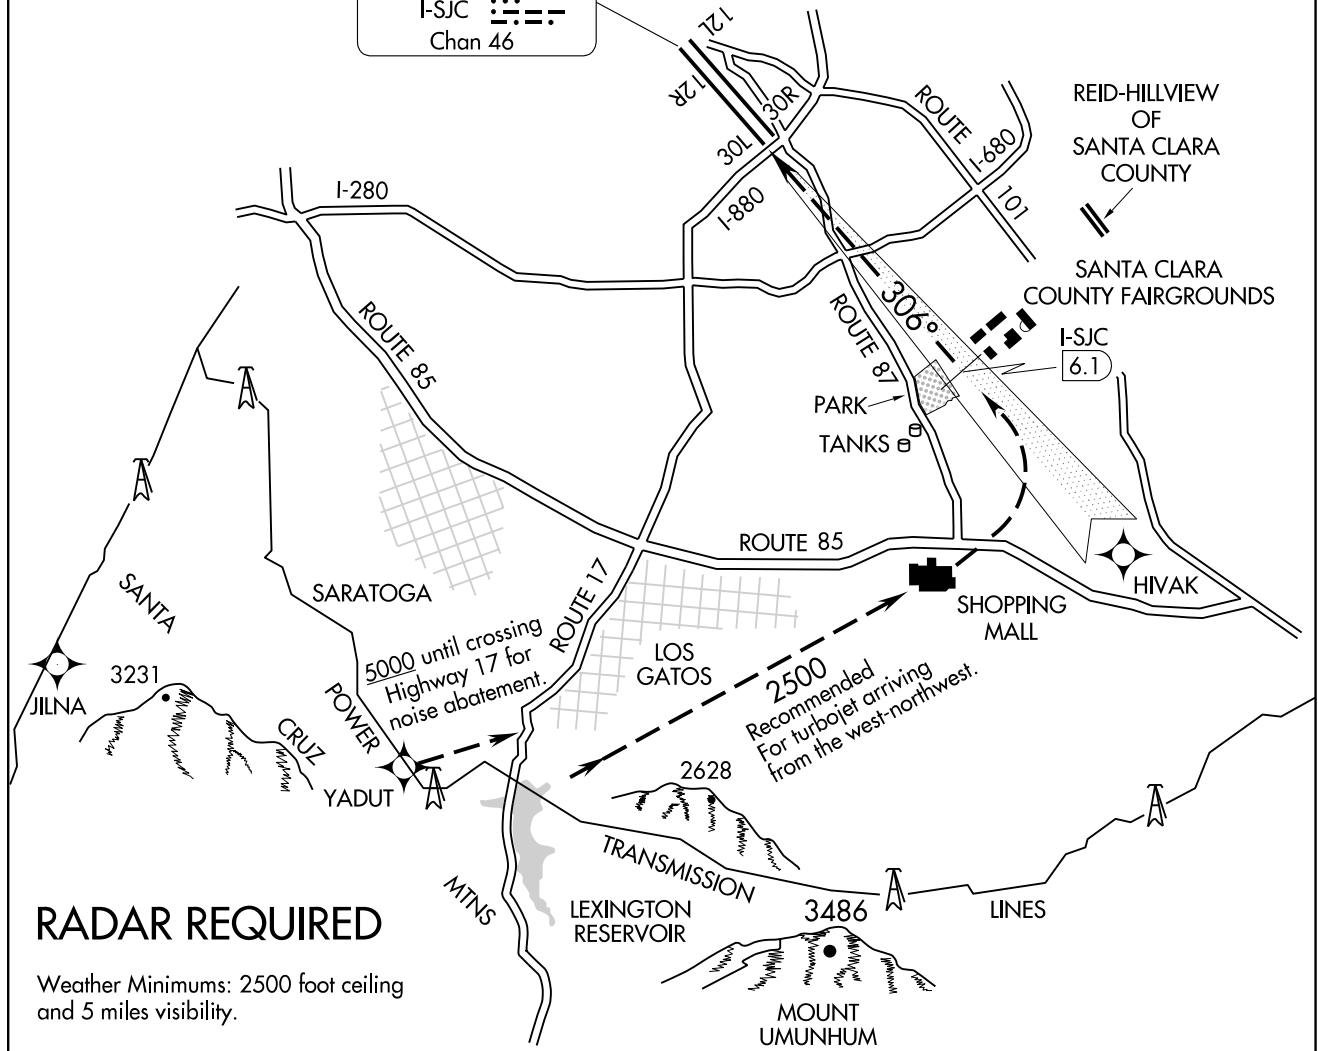 I-SJC
Chan 46
12L
12R
30R
30L
ROUTE
101
I-680
REID-HILLVIEW
OF
SANTA CLARA
COUNTY
I-280
I-880
SANTA CLARA
COUNTY FAIRGROUNDS
I-SJC
6.1
306°
ROUTE 85
ROUTE 87
PARK
TANKS
ROUTE 85
HIVAK
SHOPPING
MALL
SARATOGA
ROUTE 17
LOS
GATOS
SANTA
CRUZ
MTNS
JILNA
3231
5000 until crossing
Highway 17 for
noise abatement.
2500
Recommended
For turbojet arriving
from the west-northwest.
POWER
TRANSMISSION
LINES
YADUT
2628
LEXINGTON
RESERVOIR
3486
MOUNT
UMUNHUM
RADAR REQUIRED
Weather Minimums: 2500 foot ceiling
and 5 miles visibility.